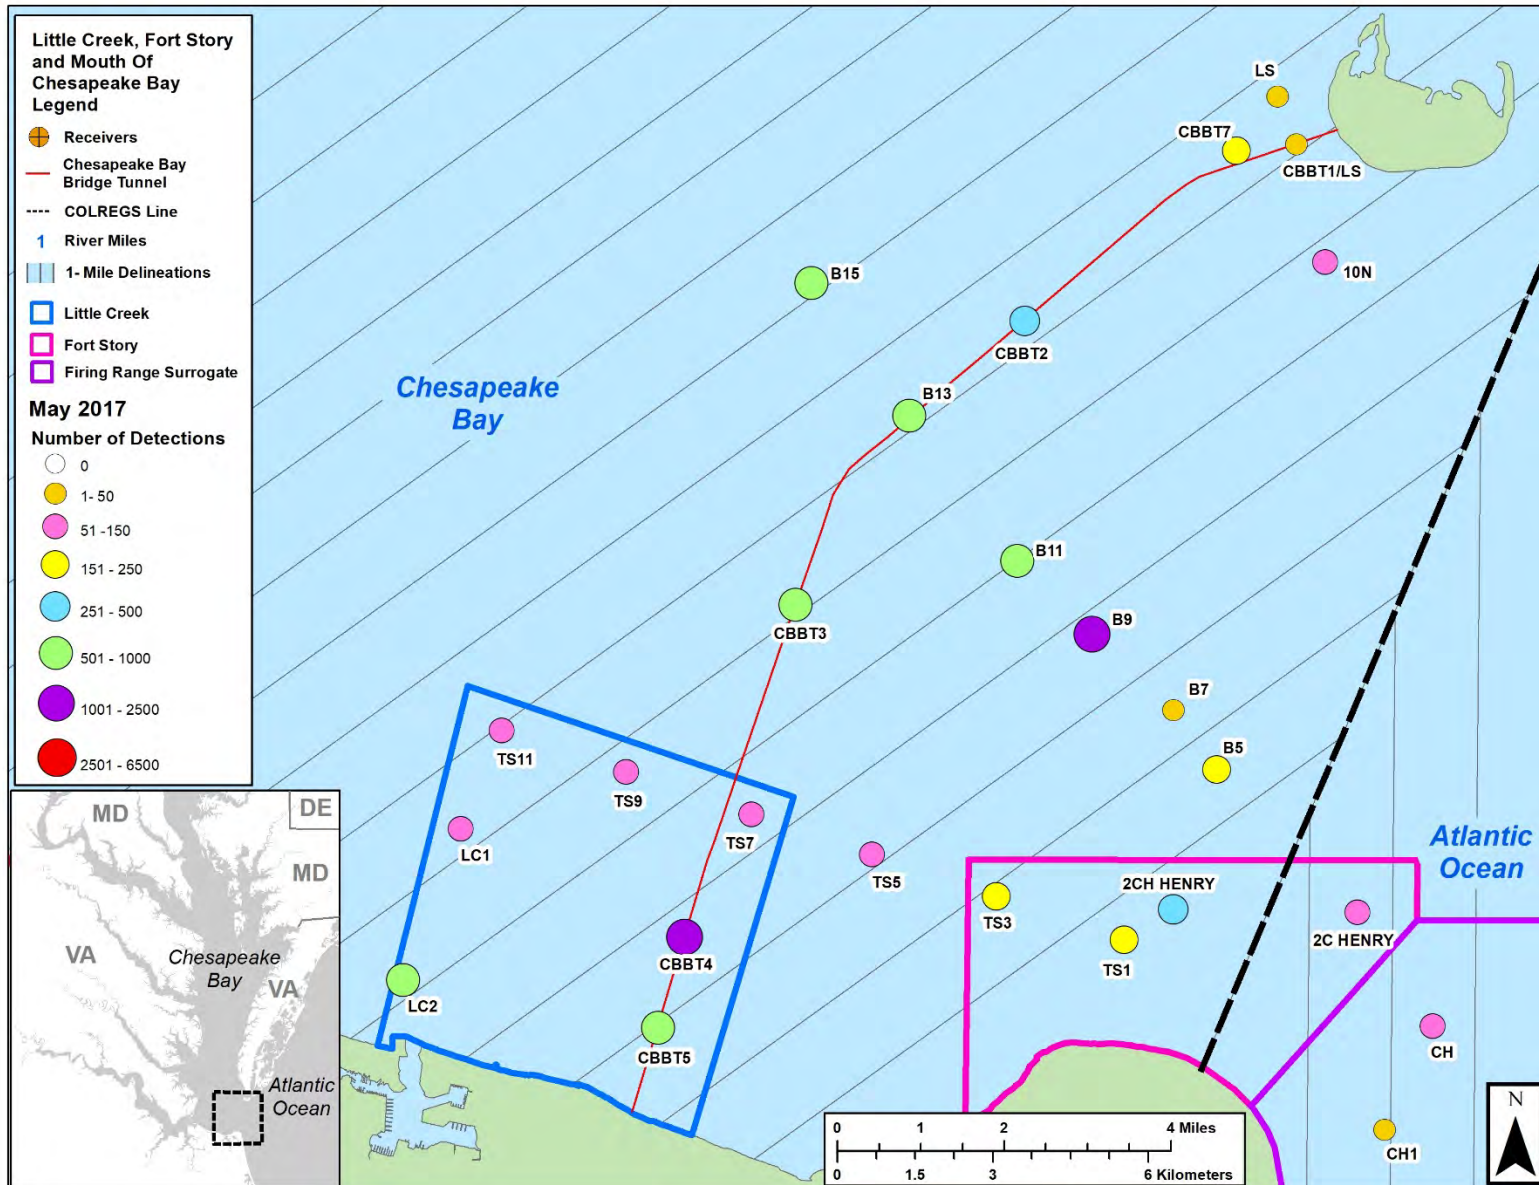 Little Creek, Fort Story
and Mouth Of
Chesapeake Bay
Legend
Receivers
Chesapeake Bay
Bridge Tunnel
COLREGS Line
1 River Miles
1- Mile Delineations
Little Creek
Fort Story
Firing Range Surrogate
May 2017
Number of Detections
0
1- 50
51 -150
151 - 250
251 - 500
501 - 1000
1001 - 2500
2501 - 6500
LS
CBBT7
CBBT1/LS
10N
B15
CBBT2
Chesapeake
Bay
B13
B11
CBBT3
B9
B7
B5
TS11
TS9
TS7
LC1
TS5
Atlantic
Ocean
2CH HENRY
TS3
2C HENRY
CBBT4
TS1
LC2
CH
CBBT5
CH1
MD
DE
MD
VA
Chesapeake
Bay
VA
Atlantic
Ocean
0 1 2 4 Miles
0 1.5 3 6 Kilometers
N